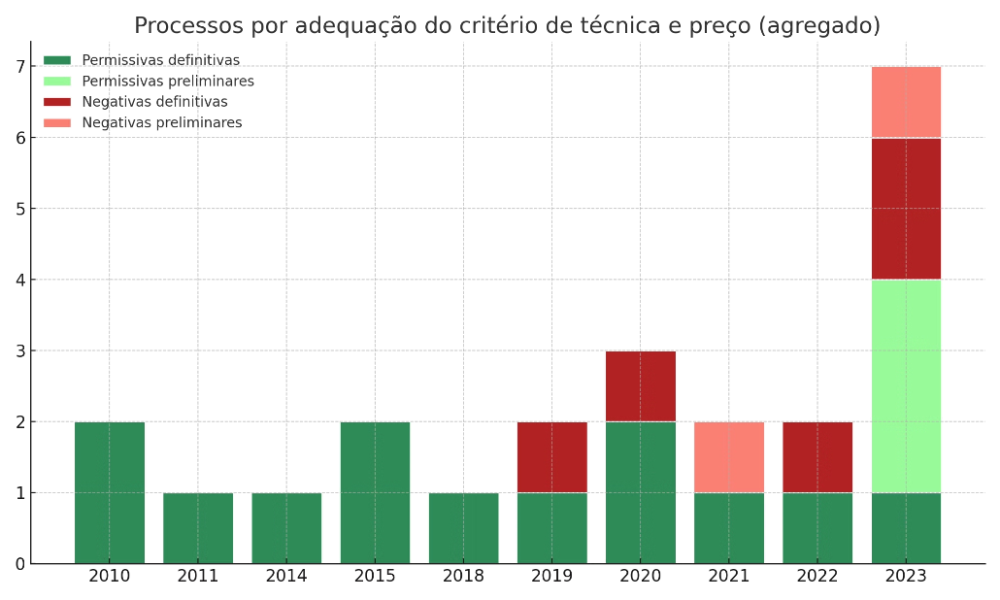 Processos por adequação do critério de técnica e preço (agregado)
Permissivas definitivas
Permissivas preliminares
Negativas definitivas
Negativas preliminares
7
6
5
4
3
2
1
0
2010 2011 2014 2015 2018 2019 2020 2021 2022 2023